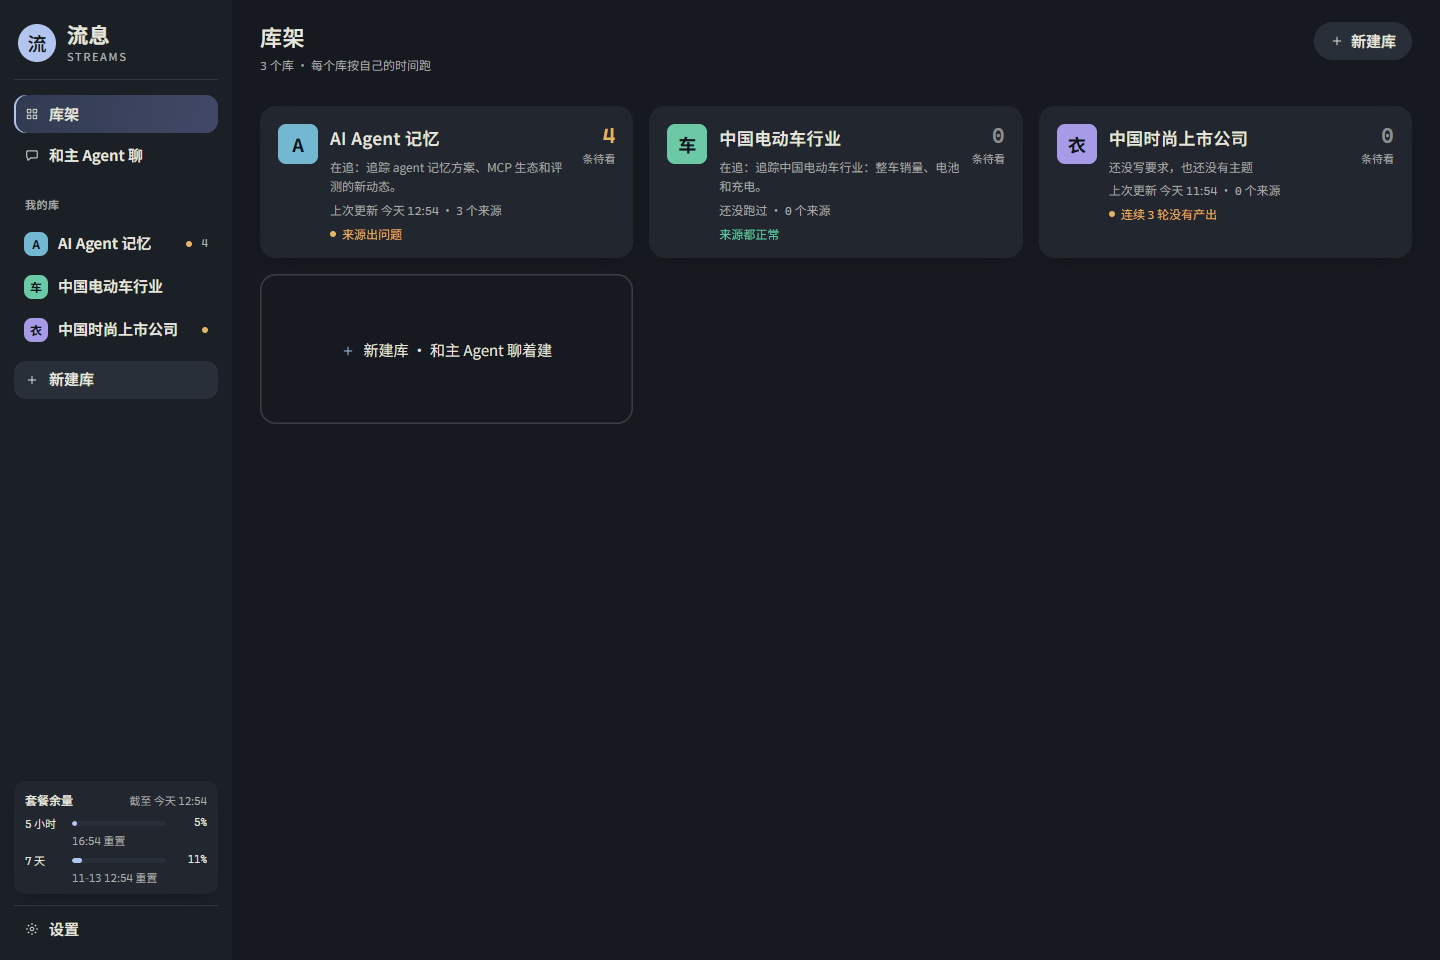 流
流息
STREAMS
库架
和主 Agent 聊
我的库
A AI Agent 记忆 4
车 中国电动车行业
衣 中国时尚上市公司
+ 新建库
套餐余量 截至 今天 12:54
5 小时 5%
16:54 重置
7 天 11%
11-13 12:54 重置
设置
库架
3 个库 · 每个库按自己的时间跑
+ 新建库
A
AI Agent 记忆
4
条待看
在追：追踪 agent 记忆方案、MCP 生态和评
测的新动态。
上次更新 今天 12:54 · 3 个来源
来源出问题
车
中国电动车行业
0
条待看
在追：追踪中国电动车行业：整车销量、电池
和充电。
还没跑过 · 0 个来源
来源都正常
衣
中国时尚上市公司
0
条待看
还没写要求，也还没有主题
上次更新 今天 11:54 · 0 个来源
连续 3 轮没有产出
+ 新建库 · 和主 Agent 聊着建